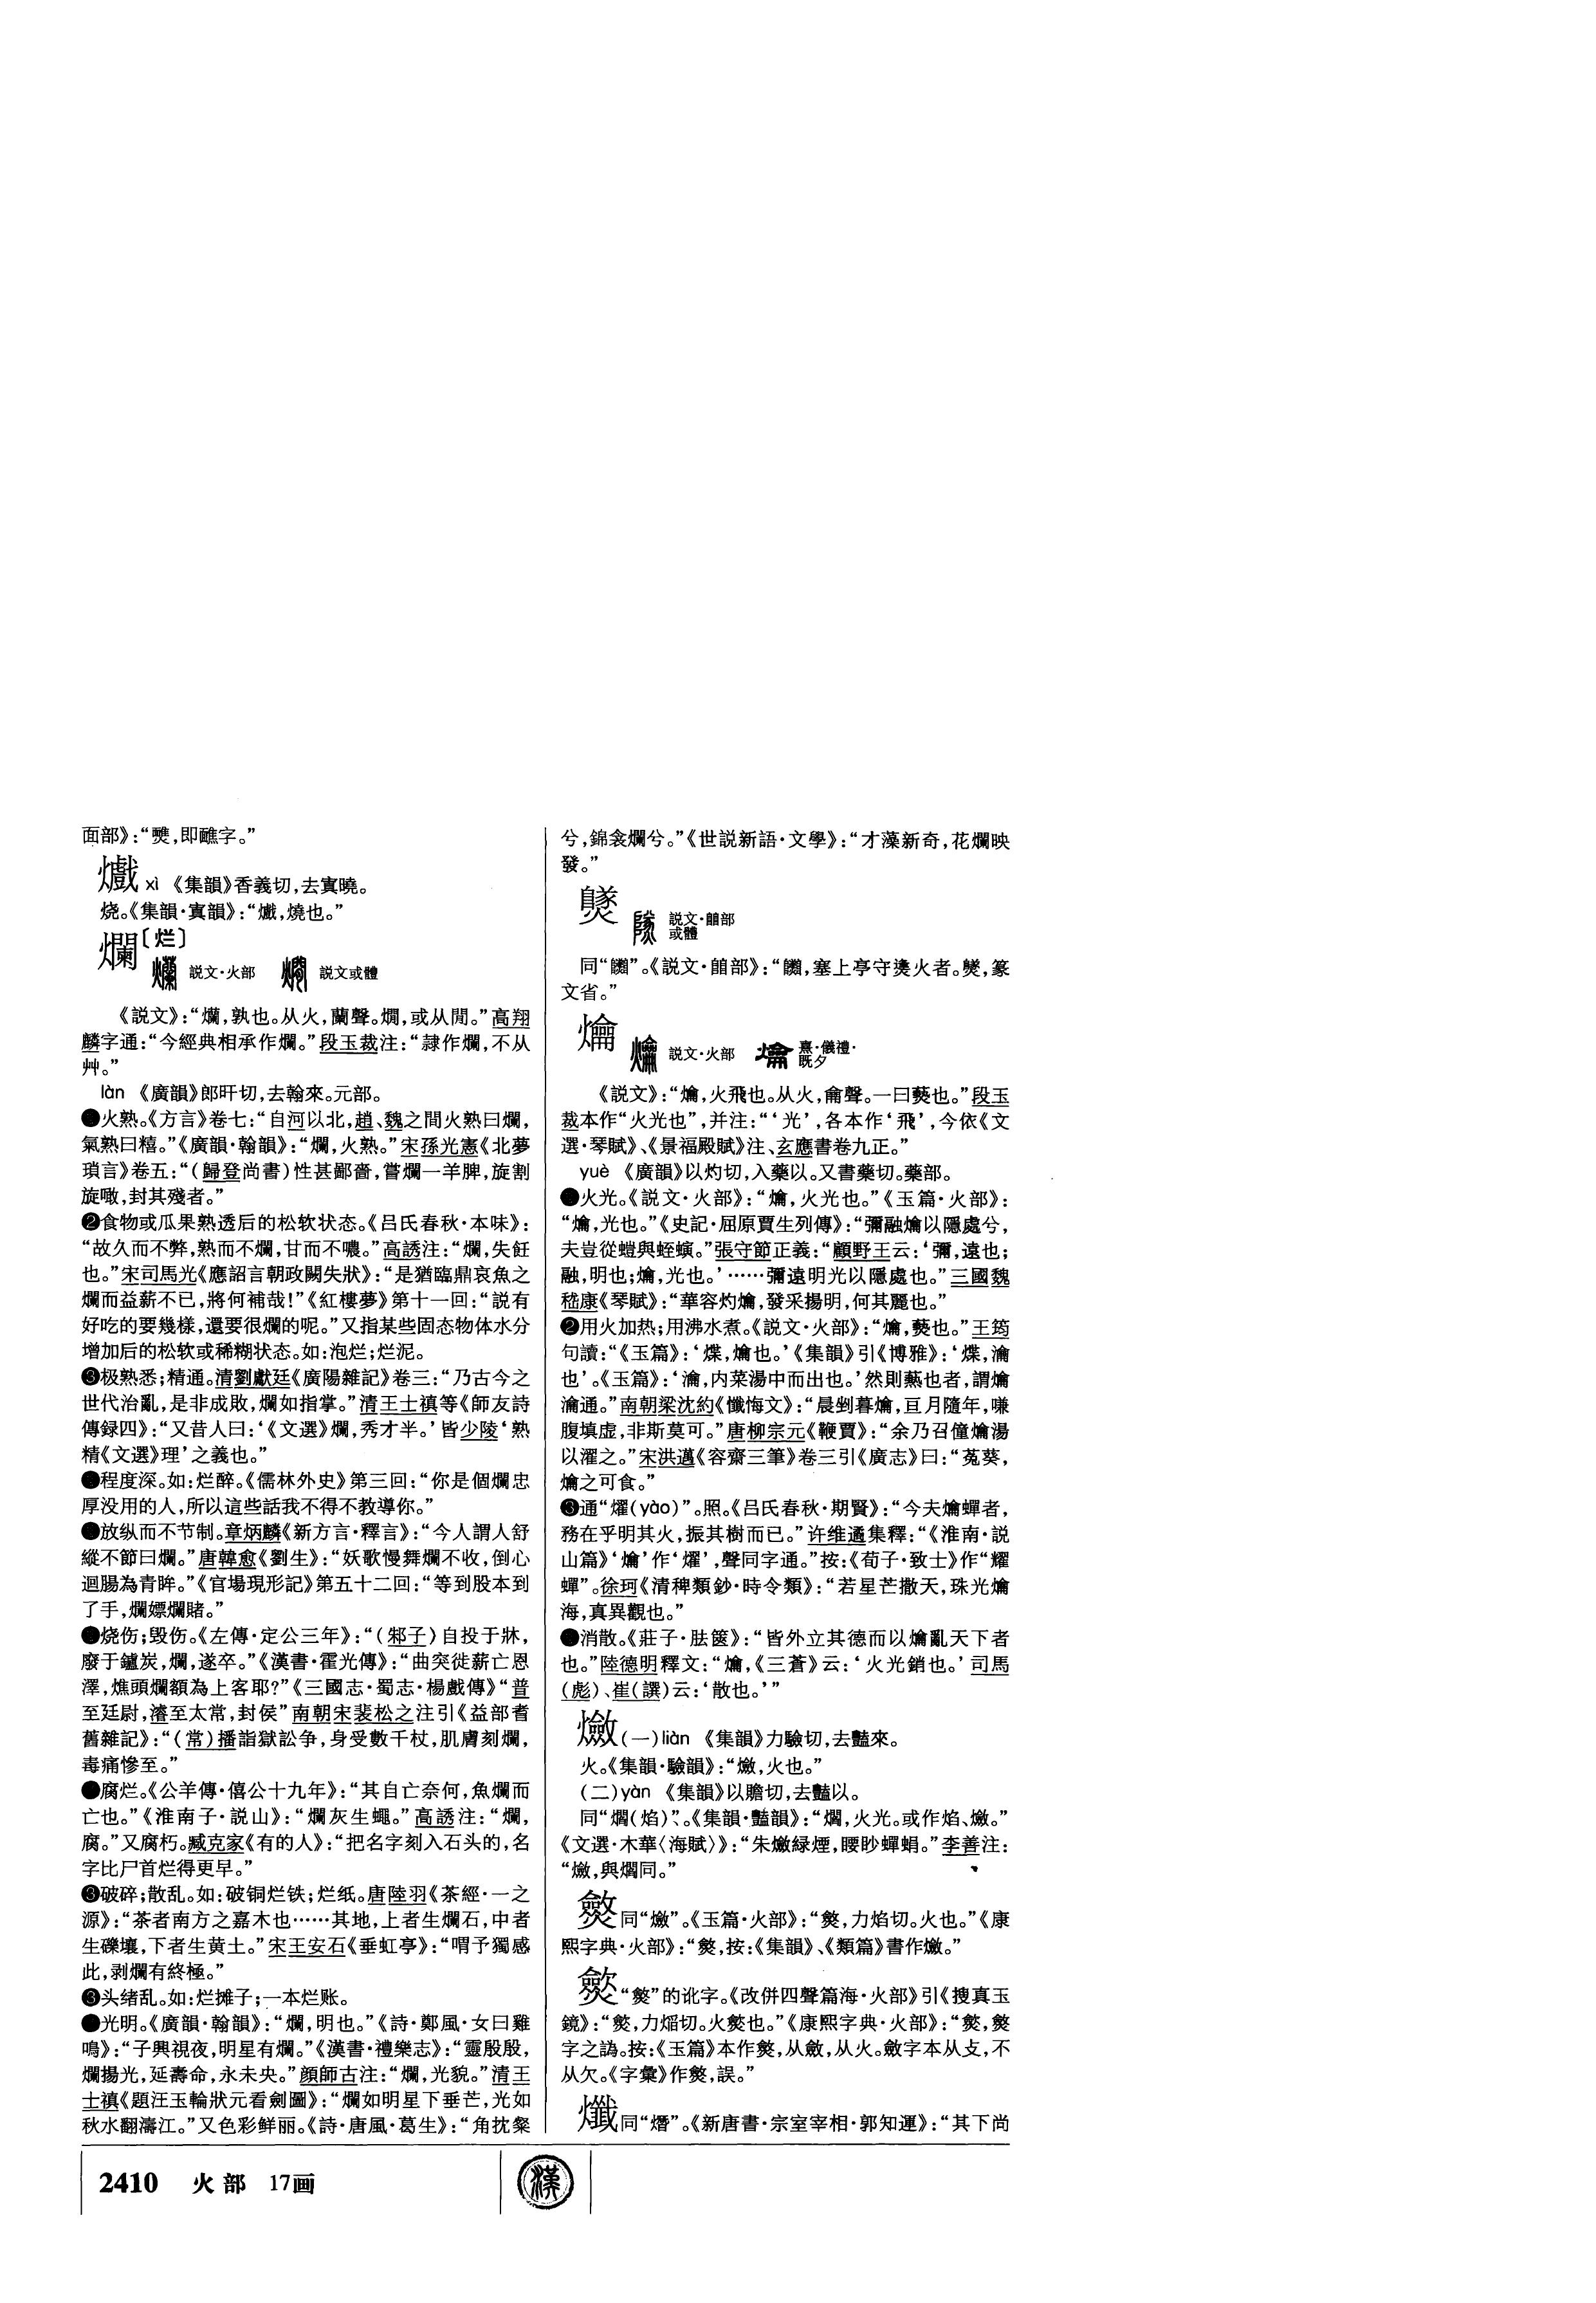 面部》：“㸈，即醮字。”
㸍 xì 《集韻》香義切，去寘曉。
烧。《集韻·寘韻》：“㸍，燒也。”
爛〔烂〕
説文·火部 説文或體
《説文》：“爤，孰也。从火，蘭聲。燗，或从閒。”高翔
麟字通：“今經典相承作爛。”段玉裁注：“隸作爛，不从
艸。”
làn 《廣韻》郎旰切，去翰來。元部。
火熟。《方言》卷七：“自河以北，趙、魏之間火熟曰爛，
氣熟曰糦。”《廣韻·翰韻》：“爛，火熟。”宋孫光憲《北夢
瑣言》卷五：“（歸登尚書）性甚鄙嗇，嘗爛一羊脾，旋割
旋噉，封其殘者。”
❷食物或瓜果熟透后的松软状态。《吕氏春秋·本味》：
“故久而不弊，熟而不爛，甘而不噥。”高誘注：“爛，失飪
也。”宋司馬光《應詔言朝政闕失狀》：“是猶臨鼎哀魚之
爛而益薪不已，將何補哉！”《紅樓夢》第十一回：“説有
好吃的要幾樣，還要很爛的呢。”又指某些固态物体水分
增加后的松软或稀糊状态。如：泡烂；烂泥。
❸极熟悉；精通。清劉獻廷《廣陽雜記》卷三：“乃古今之
世代治亂，是非成敗，爛如指掌。”清王士禛等《師友詩
傳録四》：“又昔人曰：‘《文選》爛，秀才半。’皆少陵‘熟
精《文選》理’之義也。”
程度深。如：烂醉。《儒林外史》第三回：“你是個爛忠
厚没用的人，所以這些話我不得不教導你。”
放纵而不节制。章炳麟《新方言·釋言》：“今人謂人舒
縱不節曰爛。”唐韓愈《劉生》：“妖歌慢舞爛不收，倒心
迴腸為青眸。”《官場現形記》第五十二回：“等到股本到
了手，爛嫖爛賭。”
烧伤；毁伤。《左傳·定公三年》：“（邾子）自投于牀，
廢于鑪炭，爛，遂卒。”《漢書·霍光傳》：“曲突徙薪亡恩
澤，燋頭爛額為上客耶？”《三國志·蜀志·楊戲傳》“普
至廷尉，濬至太常，封侯”南朝宋裴松之注引《益部耆
舊雜記》：“（常）播詣獄訟争，身受數千杖，肌膚刻爛，
毒痛慘至。”
腐烂。《公羊傳·僖公十九年》：“其自亡奈何，魚爛而
亡也。”《淮南子·説山》：“爛灰生蠅。”高誘注：“爛，
腐。”又腐朽。臧克家《有的人》：“把名字刻入石头的，名
字比尸首烂得更早。”
❸破碎；散乱。如：破铜烂铁；烂纸。唐陸羽《茶經·一之
源》：“茶者南方之嘉木也……其地，上者生爛石，中者
生礫壤，下者生黄土。”宋王安石《垂虹亭》：“喟予獨感
此，剥爛有終極。”
❸头绪乱。如：烂摊子；一本烂账。
光明。《廣韻·翰韻》：“爛，明也。”《詩·鄭風·女曰雞
鳴》：“子興視夜，明星有爛。”《漢書·禮樂志》：“靈殷殷，
爛揚光，延壽命，永未央。”顔師古注：“爛，光貌。”清王
士禛《題汪玉輪狀元看劍圖》：“爛如明星下垂芒，光如
秋水翻濤江。”又色彩鲜丽。《詩·唐風·葛生》：“角枕粲
兮，錦衾爛兮。”《世説新語·文學》：“才藻新奇，花爛映
發。”
㸂 説文·𨺅部
或體
同“䥙”。《説文·𨺅部》：“，塞上亭守㷭火者。，篆
文省。”
爚 説文·火部 熹·儀禮·
既夕
《説文》：“爚，火飛也。从火，龠聲。一曰爇也。”段玉
裁本作“火光也”，并注：“‘光’，各本作‘飛’，今依《文
選·琴賦》、《景福殿賦》注、玄應書卷九正。”
yuè 《廣韻》以灼切，入藥以。又書藥切。藥部。
火光。《説文·火部》：“爚，火光也。”《玉篇·火部》：
“爚，光也。”《史記·屈原賈生列傳》：“彌融爚以隱處兮，
夫豈從螘與蛭螾。”張守節正義：“顧野王云：‘彌，遠也；
融，明也；爚，光也。’……彌遠明光以隱處也。”三國魏
嵇康《琴賦》：“華容灼爚，發采揚明，何其麗也。”
❷用火加热；用沸水煮。《説文·火部》：“爚，爇也。”王筠
句讀：“《玉篇》：‘煠，爚也。’《集韻》引《博雅》：‘煠，瀹
也’。《玉篇》：‘瀹，内菜湯中而出也。’然則爇也者，謂爚
瀹通。”南朝梁沈約《懺悔文》：“晨剉暮爚，亘月隨年，嗛
腹填虚，非斯莫可。”唐柳宗元《鞭賈》：“余乃召僮爚湯
以濯之。”宋洪邁《容齋三筆》卷三引《廣志》曰：“菟葵，
爚之可食。”
❸通“燿（yào）”。照。《吕氏春秋·期賢》：“今夫爚蟬者，
務在乎明其火，振其樹而已。”许维遹集釋：“《淮南·説
山篇》‘爚’作‘燿’，聲同字通。”按：《荀子·致士》作“耀
蟬”。徐珂《清稗類鈔·時令類》：“若星芒撒天，珠光爚
海，真異觀也。”
消散。《莊子·胠篋》：“皆外立其德而以爚亂天下者
也。”陸德明釋文：“爚，《三蒼》云：‘火光銷也。’司馬
（彪）、崔（譔）云：‘散也。’”
㶑（一）liàn 《集韻》力驗切，去豔來。
火。《集韻·驗韻》：“，火也。”
（二）yàn 《集韻》以贍切，去豔以。
同“爓（焰）”。《集韻·豔韻》：“爓，火光。或作焰、。”
《文選·木華〈海賦〉》：“朱緑煙，腰眇蟬蜎。”李善注：
“，與爓同。”
同“”。《玉篇·火部》：“，力焰切。火也。”《康
熙字典·火部》：“，按：《集韻》、《類篇》書作。”
“”的讹字。《改併四聲篇海·火部》引《搜真玉
鏡》：“，力熖切。火也。”《康熙字典·火部》：“，
字之譌。按：《玉篇》本作，从斂，从火。斂字本从攴，不
从欠。《字彙》作，誤。”
爑同“熸”。《新唐書·宗室宰相·郭知運》：“其下尚
2410 火部 17画
漢